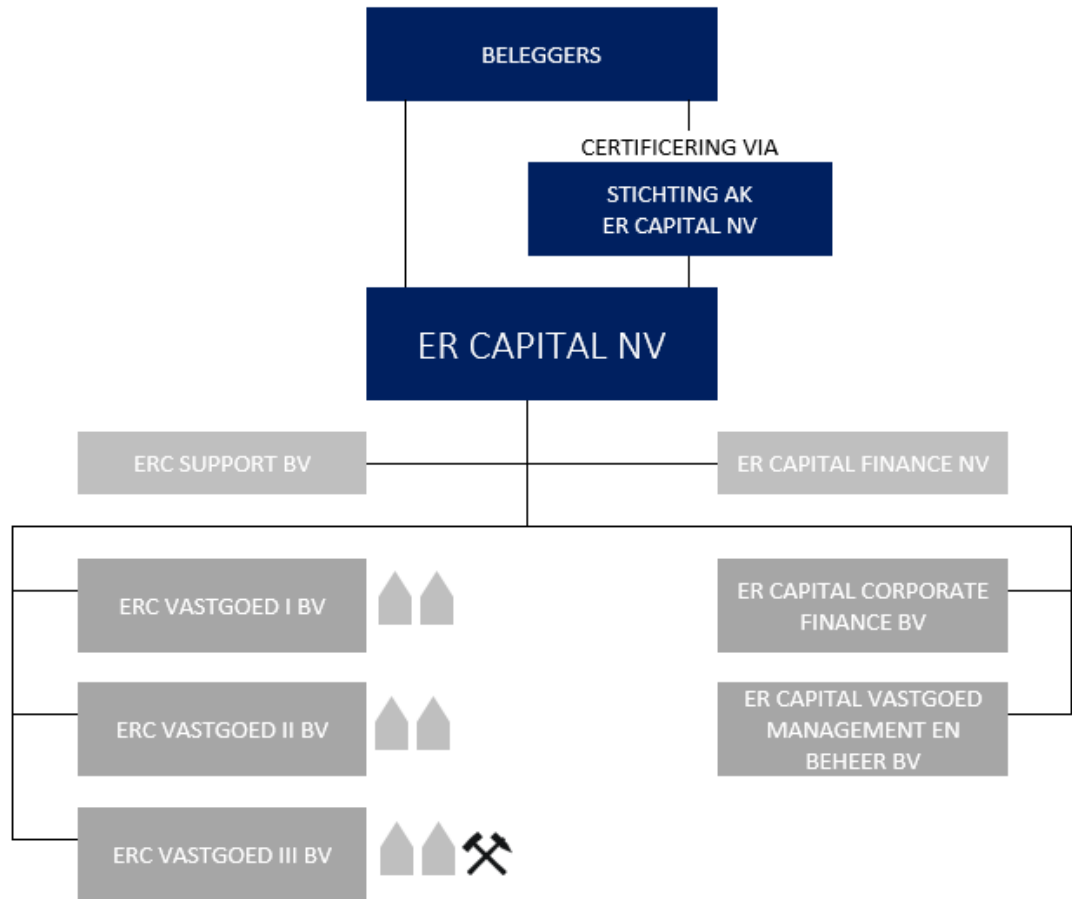 BELEGGERS
CERTIFICERING VIA
STICHTING AK
ER CAPITAL NV
ER CAPITAL NV
ERC SUPPORT BV
ER CAPITAL FINANCE NV
ERC VASTGOED I BV
ER CAPITAL CORPORATE
FINANCE BV
ERC VASTGOED II BV
ER CAPITAL VASTGOED
MANAGEMENT EN
BEHEER BV
ERC VASTGOED III BV